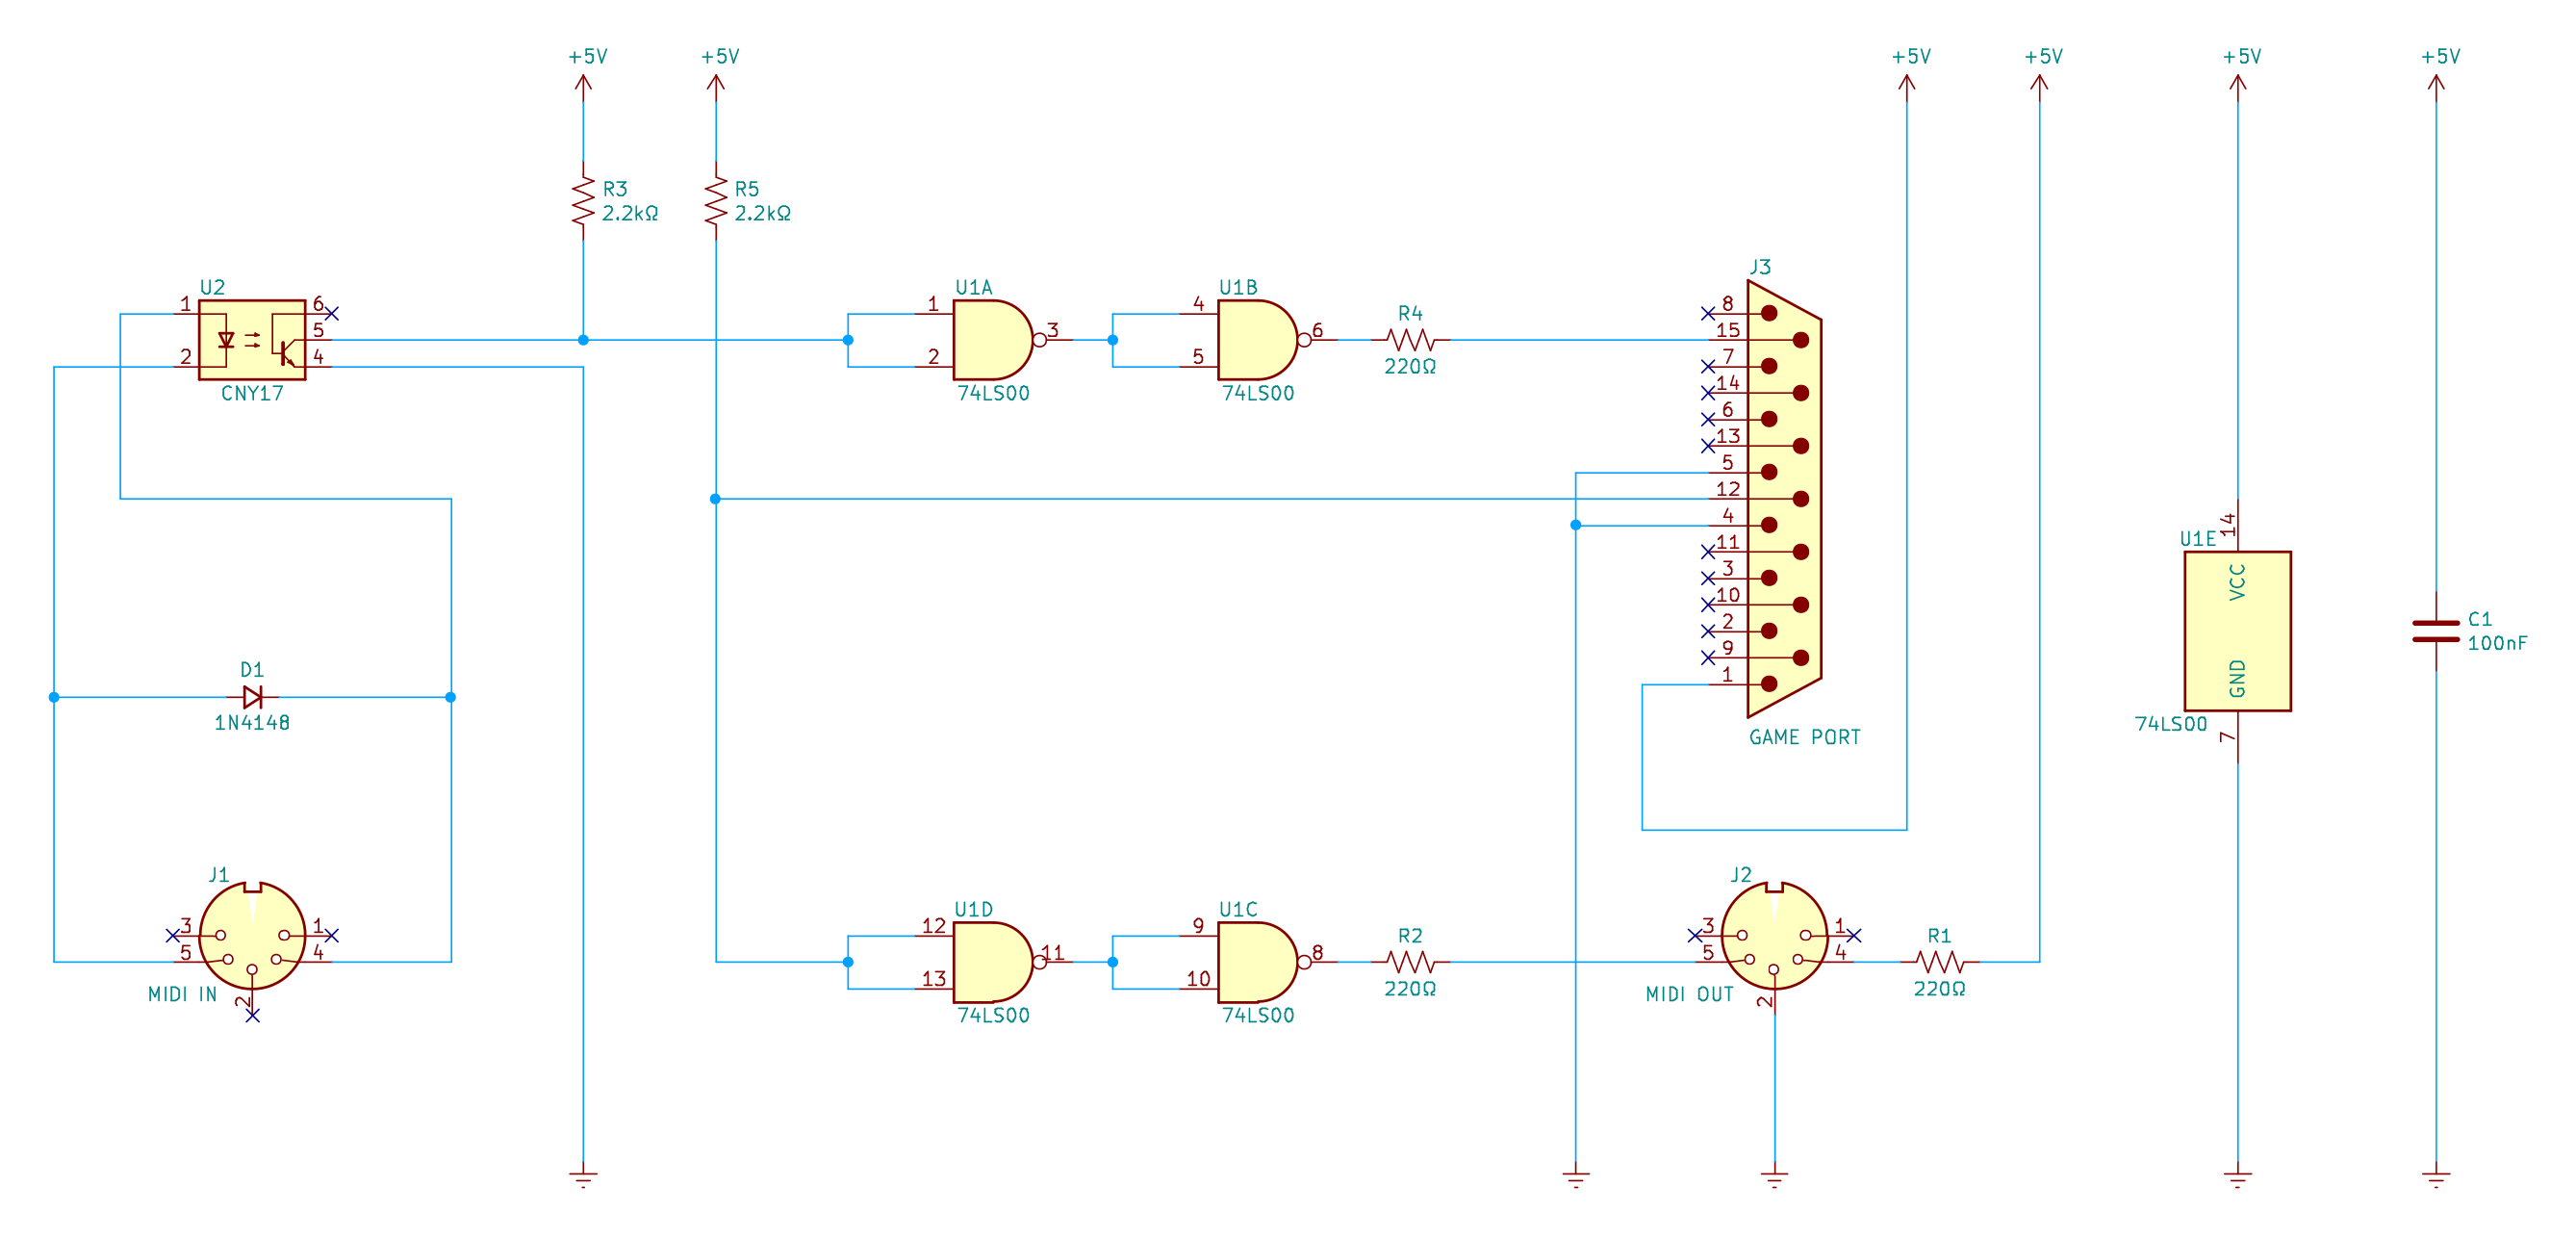 +5V +5V +5V +5V +5V +5V
R3 R5
2.2kΩ 2.2kΩ
J3
U2 U1A U1B
1 6 1 3 4 6 R4 8
5 15
2 4 2 5 220Ω 7
CNY17 74LS00 74LS00 14
6
13
5
12
4
14 U1E
11
VCC
3
10
C1
2
100nF
9
D1 GND
1
1N4148 74LS00
7
GAME PORT
J1 J2
U1D U1C
3 1 12 9 R2 3 1 R1
5 4 11 8 5 4
13 10 220Ω 220Ω
MIDI IN 2 MIDI OUT 2
74LS00 74LS00